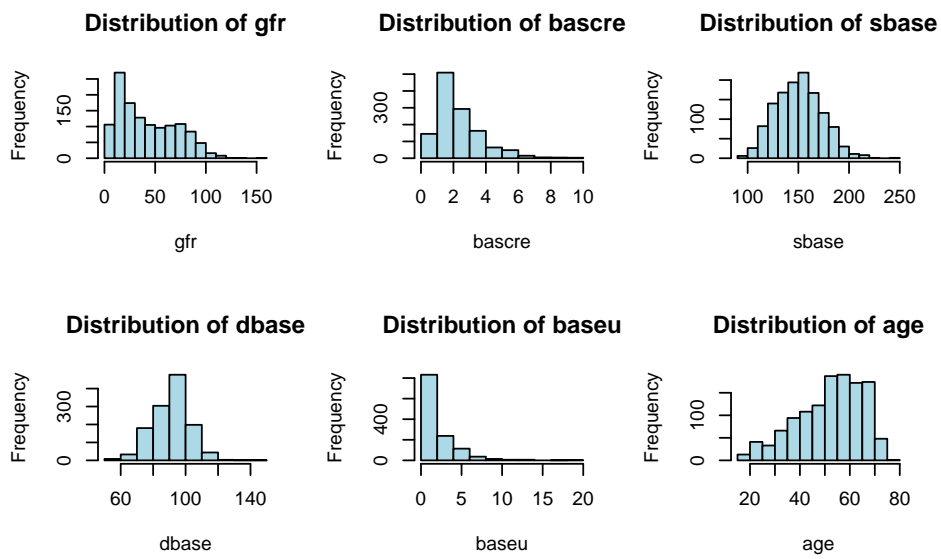 Distribution of gfr
Frequency
0 150
0 50 100 150
gfr
Distribution of bascre
Frequency
0 300
0 2 4 6 8 10
bascre
Distribution of sbase
Frequency
0 100
100 150 200 250
sbase
Distribution of dbase
Frequency
0 300
60 100 140
dbase
Distribution of baseu
Frequency
0 400
0 5 10 15 20
baseu
Distribution of age
Frequency
0 100
20 40 60 80
age